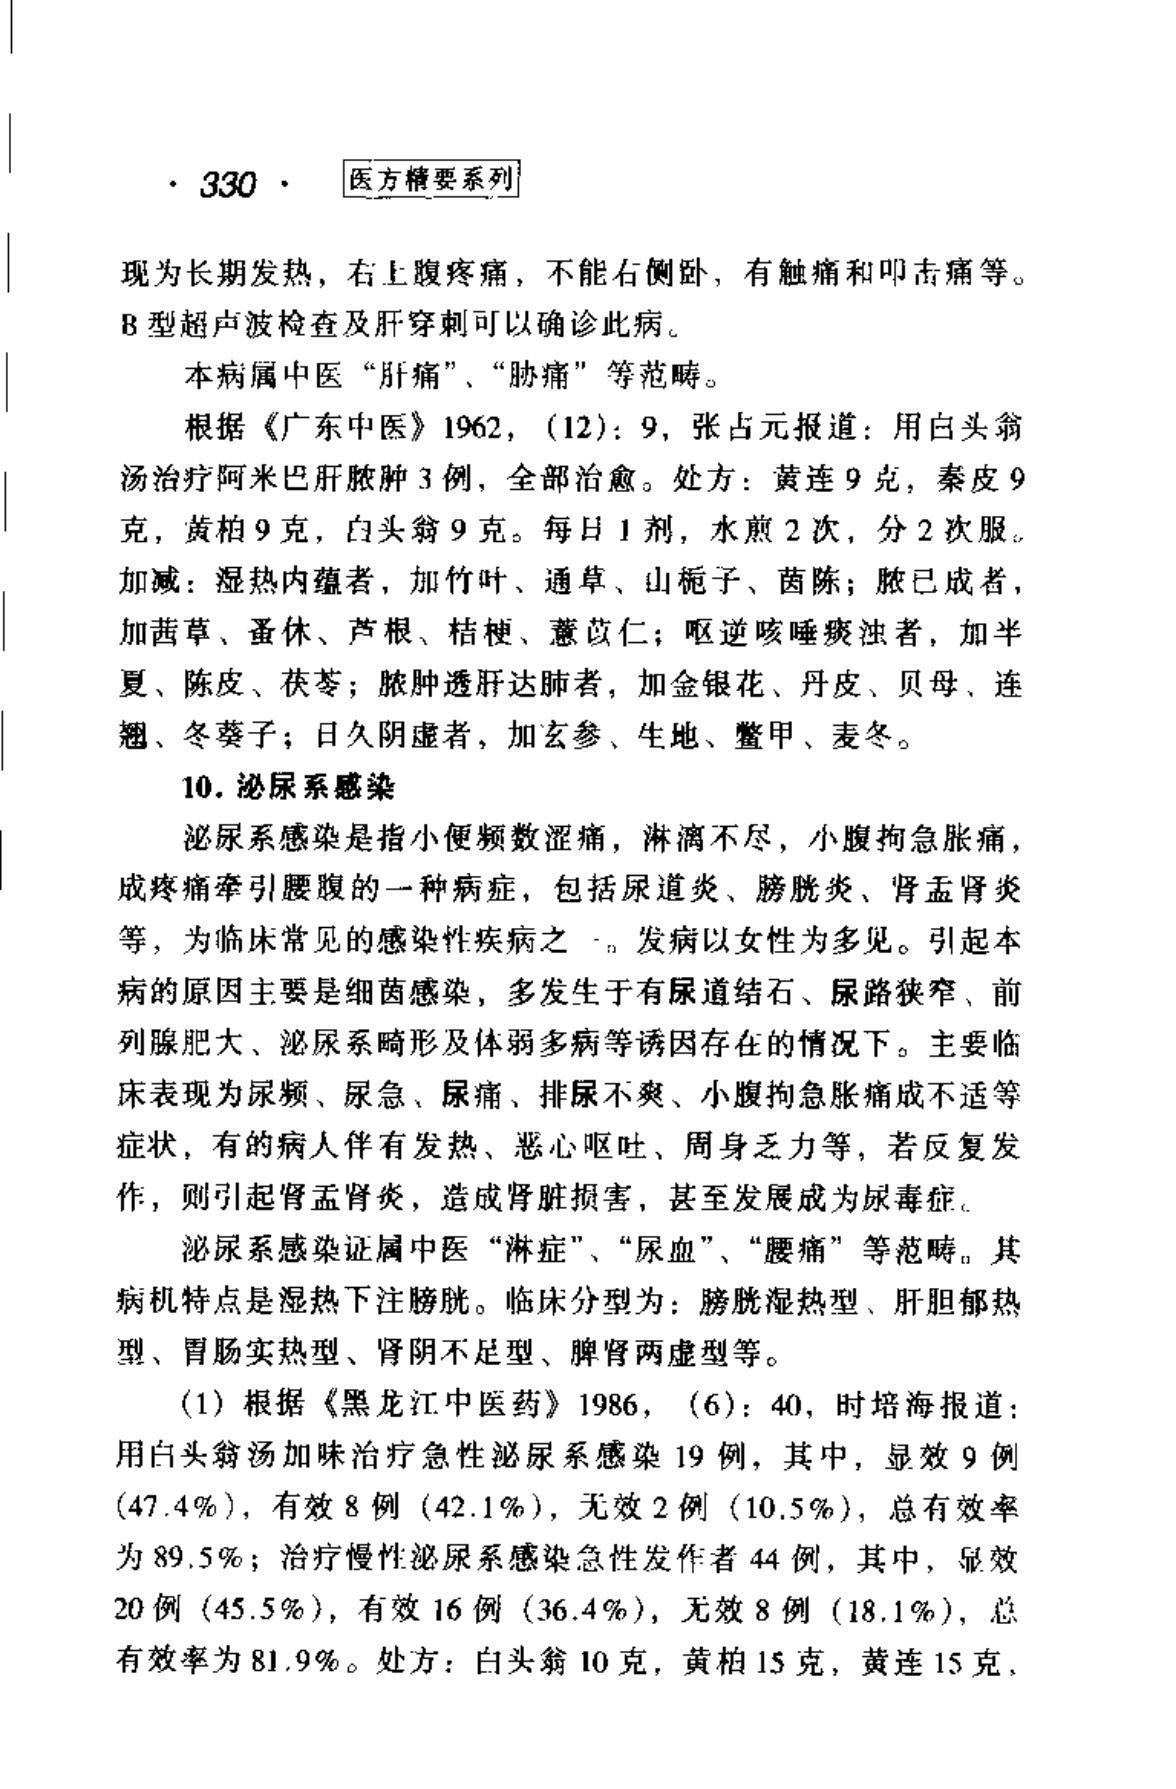 · 330 · 医方精要系列
现为长期发热，右上腹疼痛，不能右侧卧，有触痛和叩击痛等。
B 型超声波检查及肝穿刺可以确诊此病。
本病属中医“肝痛”、“胁痛” 等范畴。
根据《广东中医》1962，(12)：9，张占元报道：用白头翁
汤治疗阿米巴肝脓肿 3 例，全部治愈。处方：黄连 9 克，秦皮 9
克，黄柏 9 克，白头翁 9 克。每日 1 剂，水煎 2 次，分 2 次服。
加减：湿热内蕴者，加竹叶、通草、山栀子、茵陈；脓已成者，
加茜草、蚤休、芦根、桔梗、薏苡仁；呕逆咳唾痰浊者，加半
夏、陈皮、茯苓；脓肿透肝达肺者，加金银花、丹皮、贝母、连
翘、冬葵子；日久阴虚者，加玄参、生地、鳖甲、麦冬。
10. 泌尿系感染
泌尿系感染是指小便频数涩痛，淋漓不尽，小腹拘急胀痛，
成疼痛牵引腰腹的一种病症，包括尿道炎、膀胱炎、肾盂肾炎
等，为临床常见的感染性疾病之一。发病以女性为多见。引起本
病的原因主要是细菌感染，多发生于有尿道结石、尿路狭窄、前
列腺肥大、泌尿系畸形及体弱多病等诱因存在的情况下。主要临
床表现为尿频、尿急、尿痛、排尿不爽、小腹拘急胀痛成不适等
症状，有的病人伴有发热、恶心呕吐、周身乏力等，若反复发
作，则引起肾盂肾炎，造成肾脏损害，甚至发展成为尿毒症。
泌尿系感染证属中医“淋症”、“尿血”、“腰痛” 等范畴。其
病机特点是湿热下注膀胱。临床分型为：膀胱湿热型、肝胆郁热
型、胃肠实热型、肾阴不足型、脾肾两虚型等。
(1) 根据《黑龙江中医药》1986，(6)：40，时培海报道：
用白头翁汤加味治疗急性泌尿系感染 19 例，其中，显效 9 例
(47.4%)，有效 8 例 (42.1%)，无效 2 例 (10.5%)，总有效率
为 89.5%；治疗慢性泌尿系感染急性发作者 44 例，其中，显效
20 例 (45.5%)，有效 16 例 (36.4%)，无效 8 例 (18.1%)，总
有效率为 81.9%。处方：白头翁 10 克，黄柏 15 克，黄连 15 克，